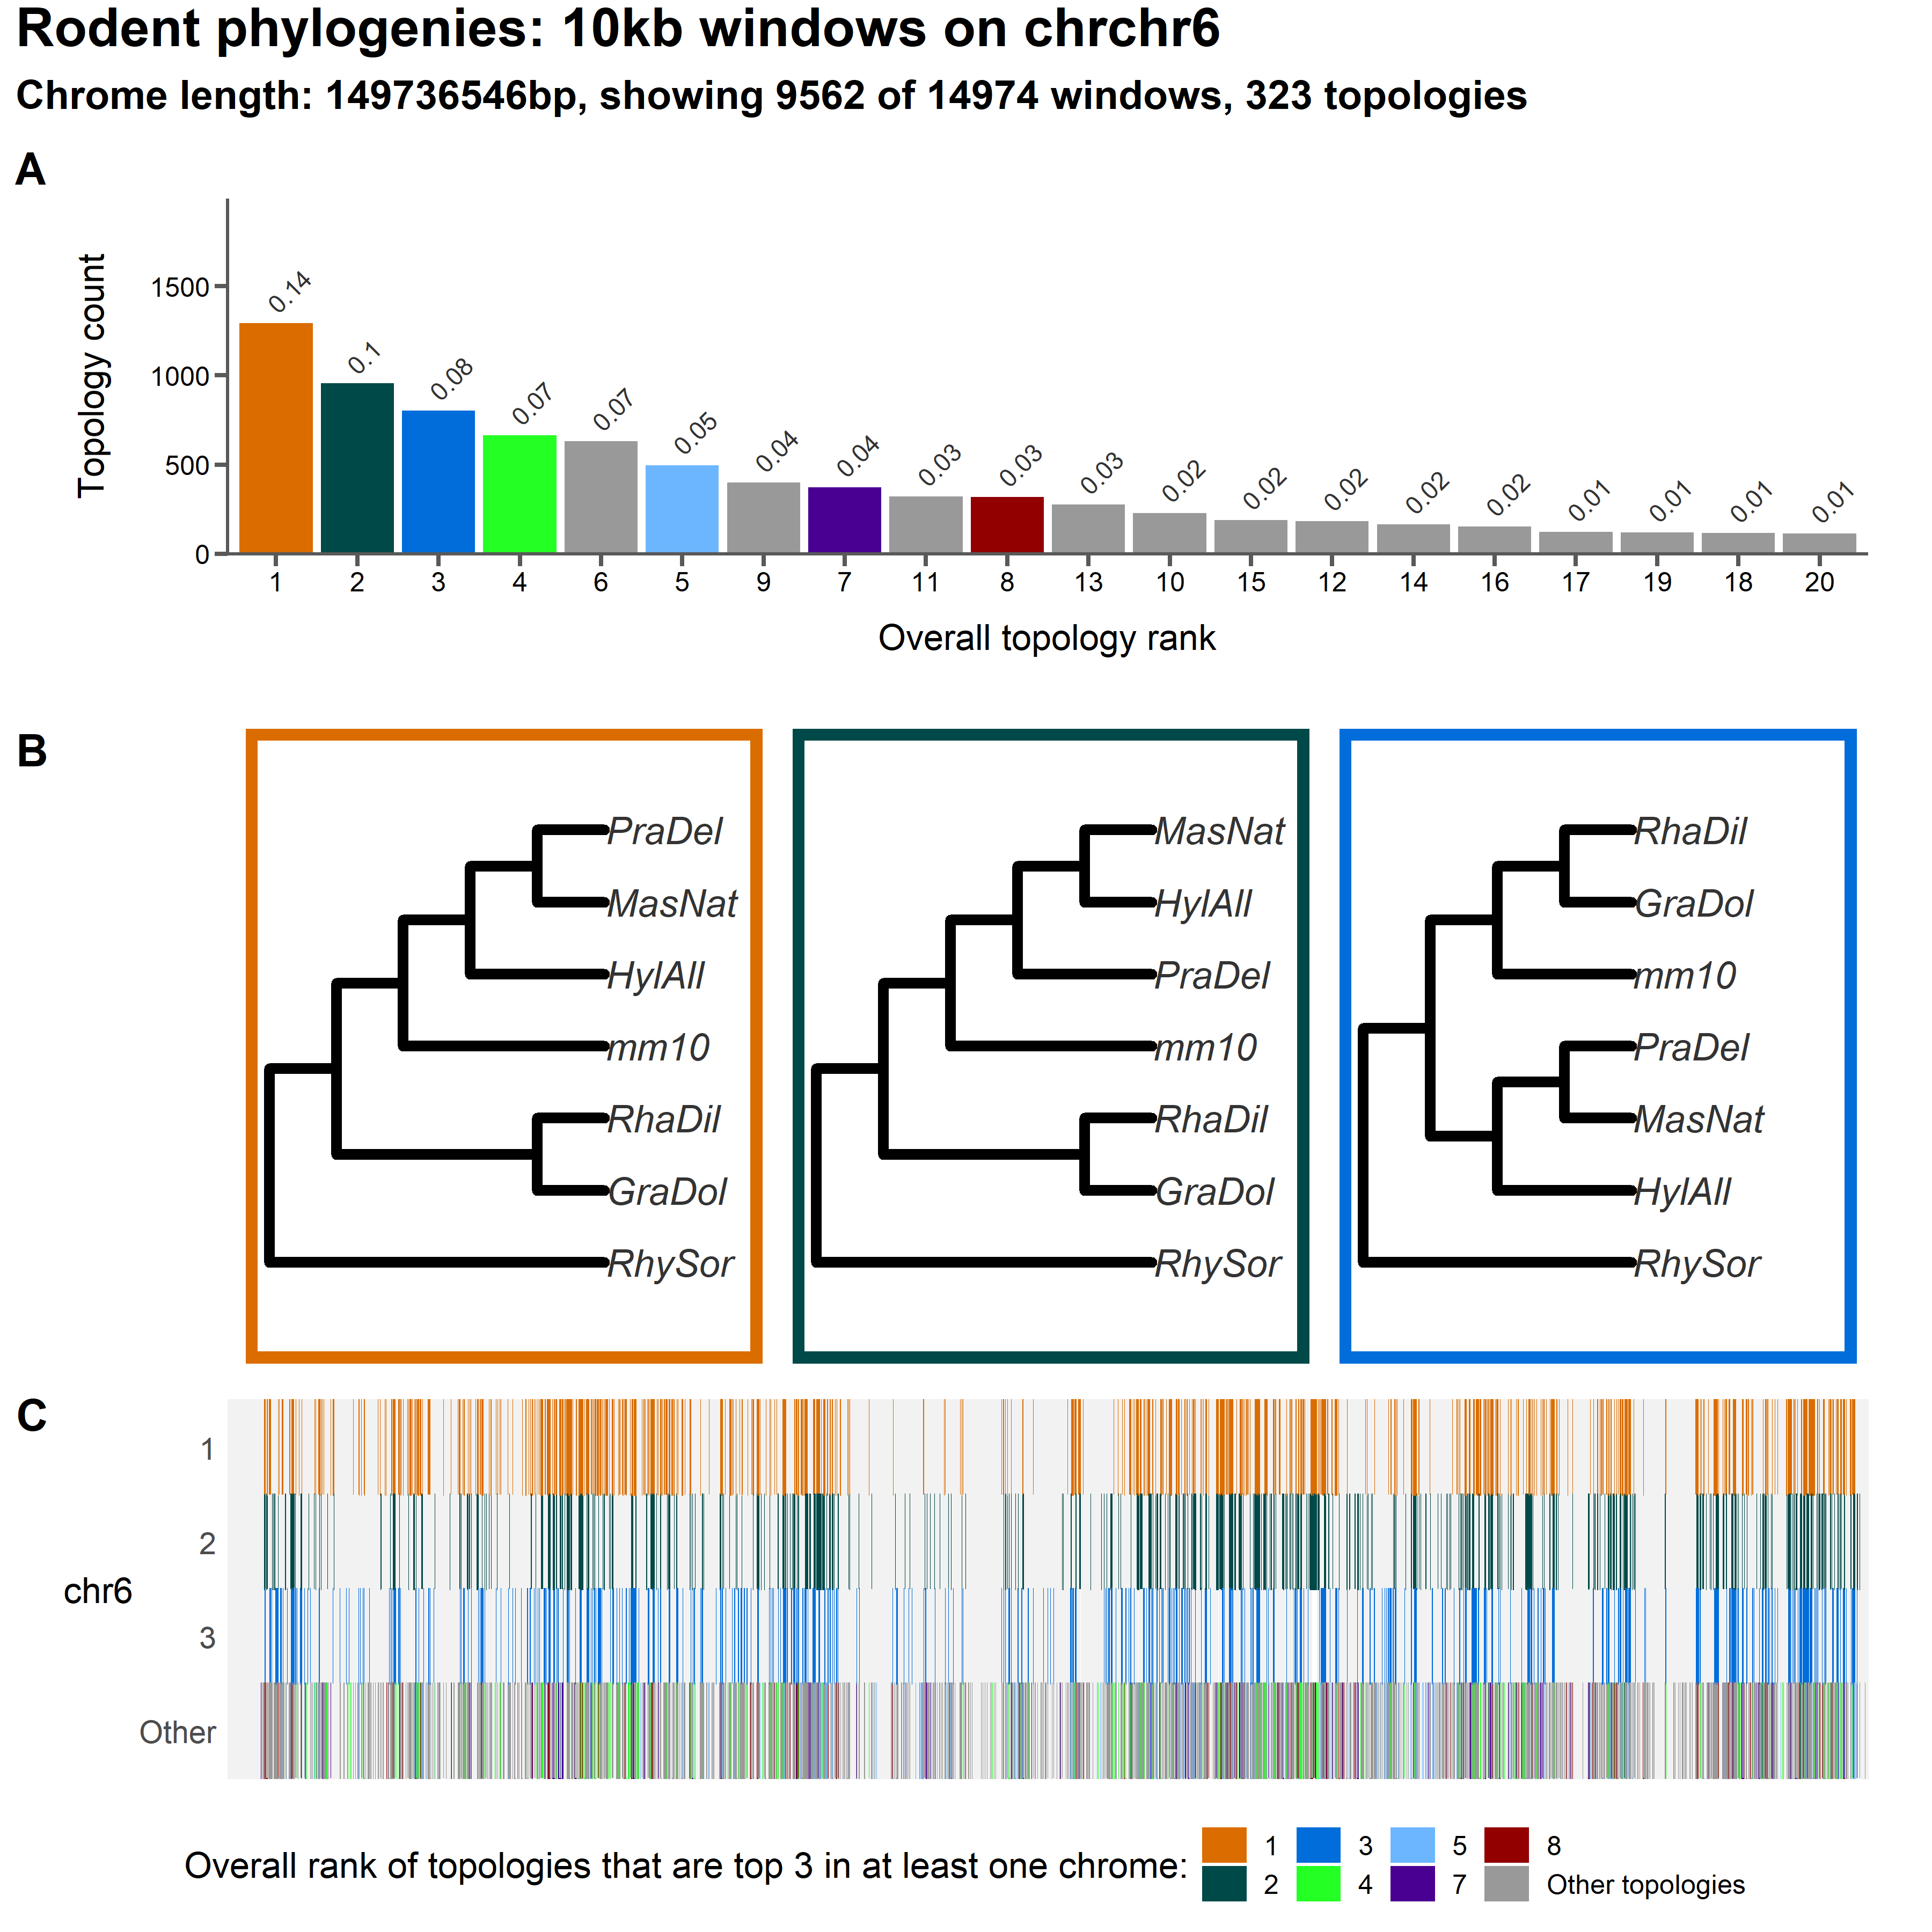 Rodent phylogenies: 10kb windows on chrchr6
Chrome length: 149736546bp, showing 9562 of 14974 windows, 323 topologies
A
Topology count
1500
1000
500
0
0.14 0.1 0.08 0.07 0.07 0.05 0.04 0.04 0.03 0.03 0.03 0.02 0.02 0.02 0.02 0.02 0.01 0.01 0.01 0.01
1 2 3 4 6 5 9 7 11 8 13 10 15 12 14 16 17 19 18 20
Overall topology rank
B
PraDel
MasNat
HylAll
mm10
RhaDil
GraDol
RhySor
MasNat
HylAll
PraDel
mm10
RhaDil
GraDol
RhySor
RhaDil
GraDol
mm10
PraDel
MasNat
HylAll
RhySor
C
chr6
1
2
3
Other
Overall rank of topologies that are top 3 in at least one chrome:
1 3 5 8
2 4 7 Other topologies